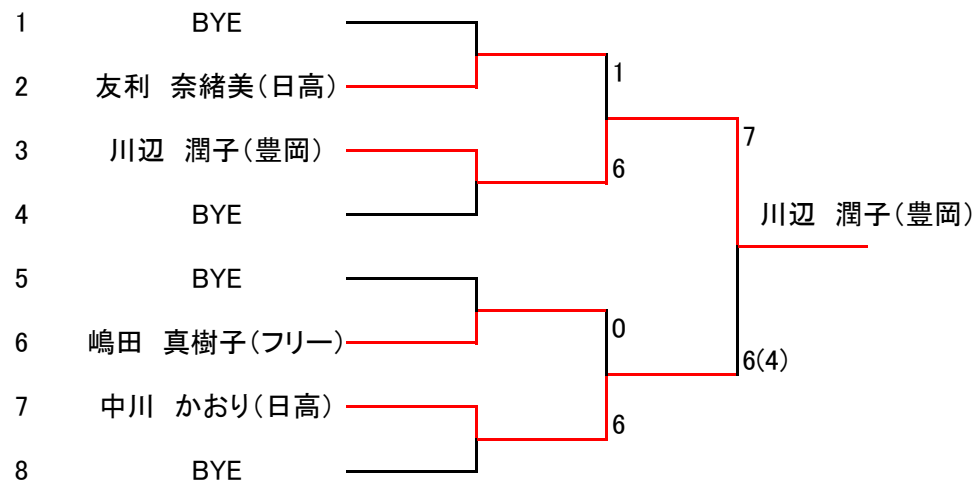 1 BYE
2 友利　奈緒美(日高)
3 川辺　潤子(豊岡)
4 BYE
5 BYE
6 嶋田　真樹子(フリー)
7 中川　かおり(日高)
8 BYE
1
6
0
6
7
6(4)
川辺　潤子(豊岡)